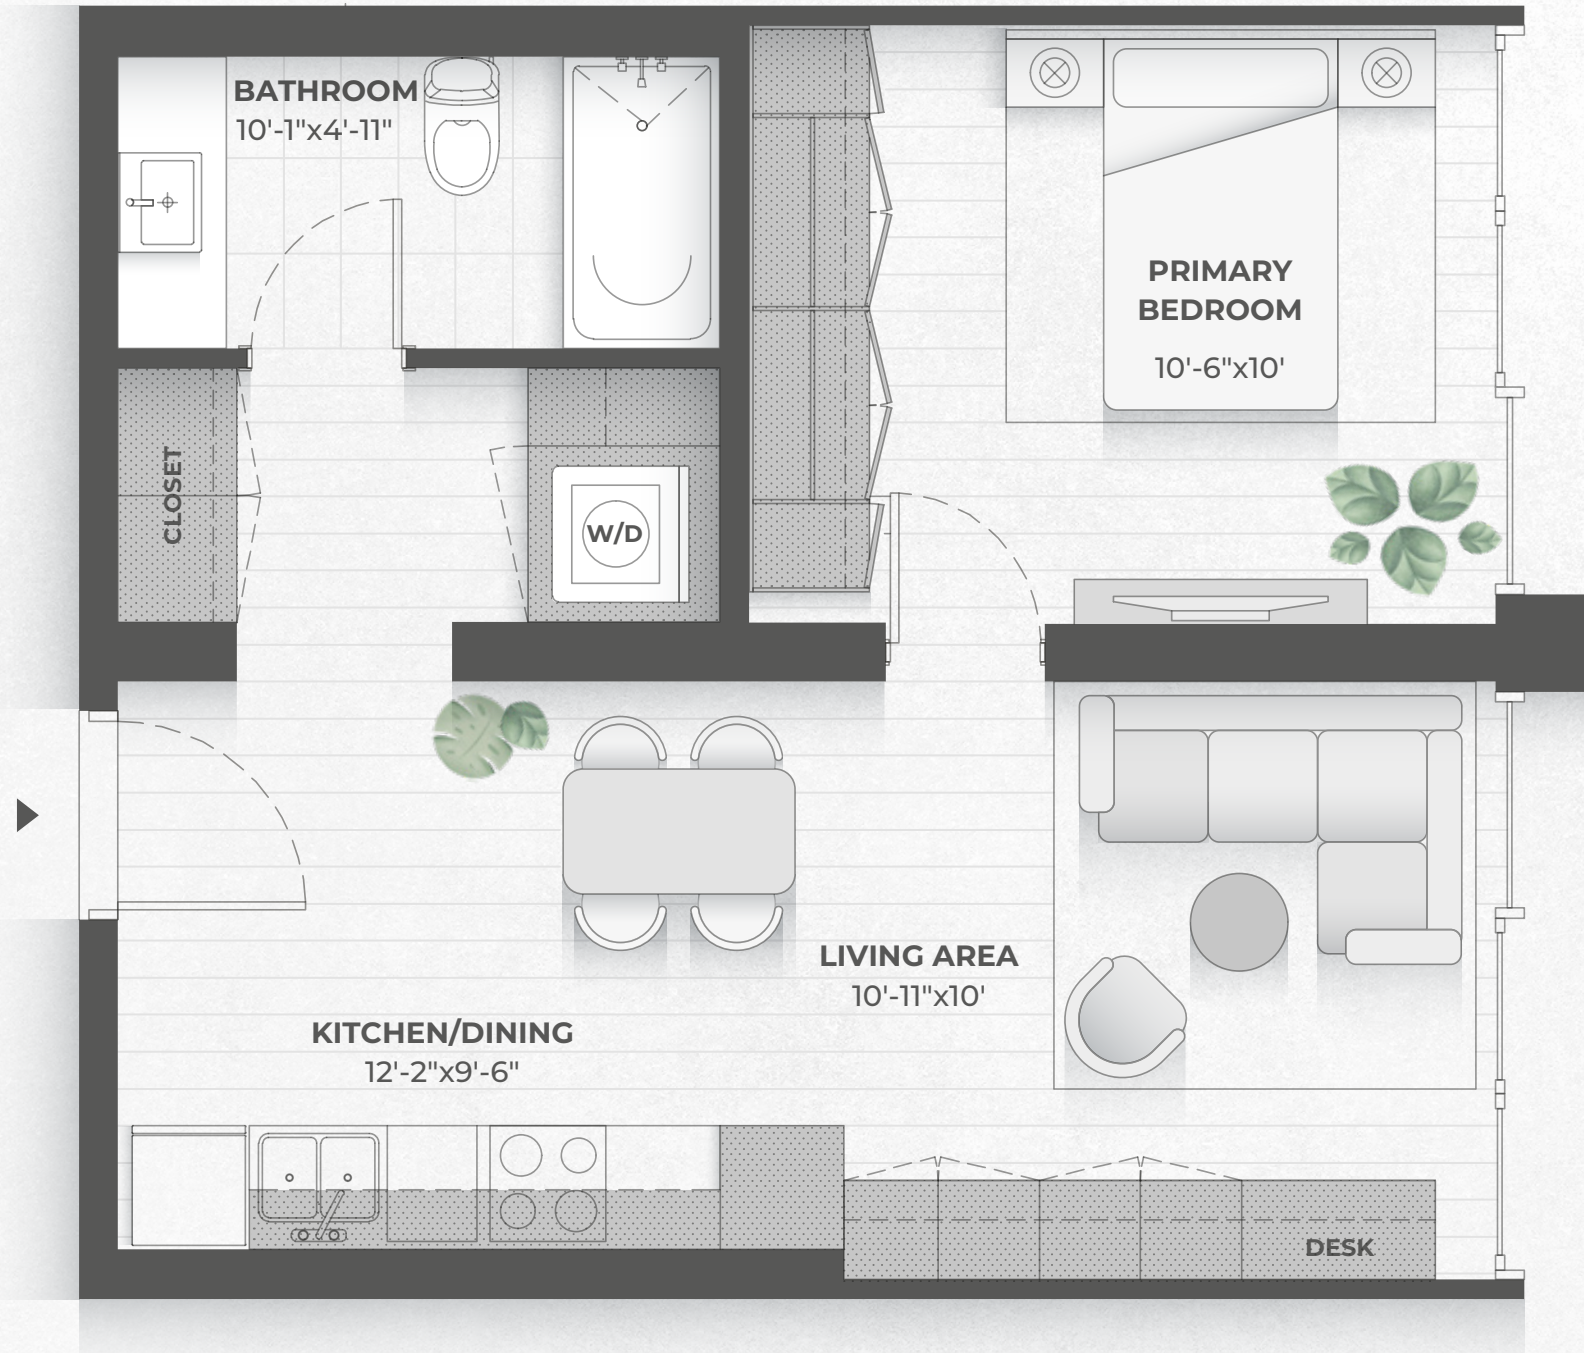 BATHROOM
10'-1"x4'-11"
PRIMARY
BEDROOM
10'-6"x10'
CLOSET
W/D
LIVING AREA
10'-11"x10'
KITCHEN/DINING
12'-2"x9'-6"
DESK